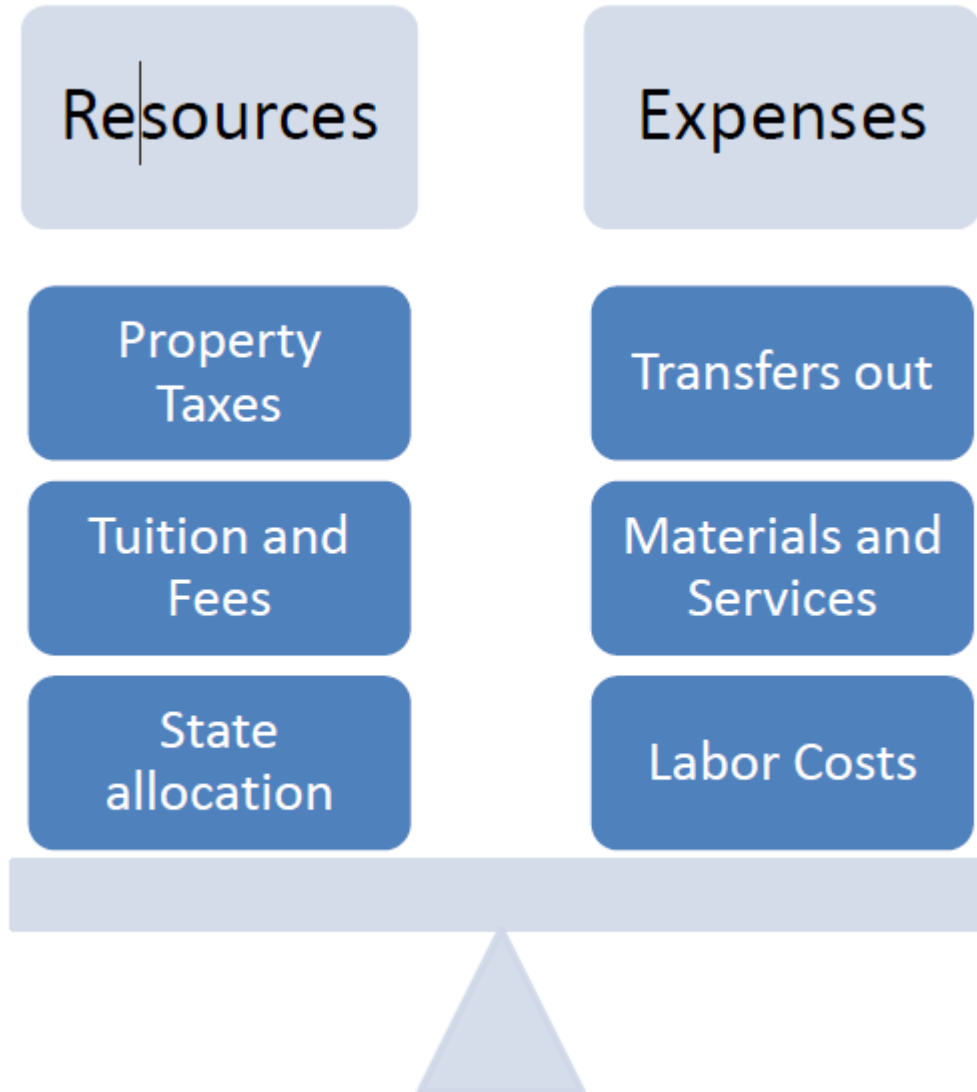 Resources
Expenses
Property
Taxes
Transfers out
Tuition and
Fees
Materials and
Services
State
allocation
Labor Costs